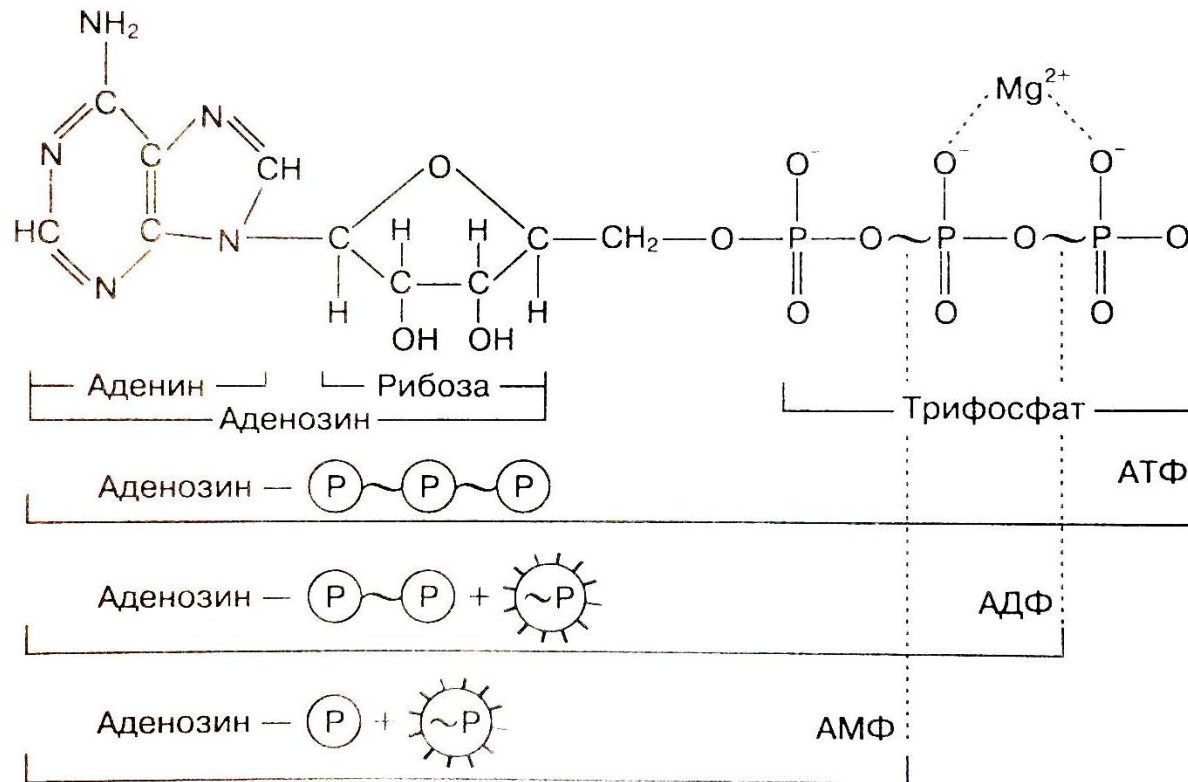 NH₂
Mg²⁺
C N O⁻ O⁻ O⁻
N C CH O
H H
HC C N C C CH₂ O P O ~ P O ~ P O
N C C
H H O O O
OH OH
Аденин Рибоза
Аденозин Трифосфат
Аденозин — P ~ P ~ P АТФ
Аденозин — P ~ P + ~P АДФ
Аденозин — P + ~P АМФ